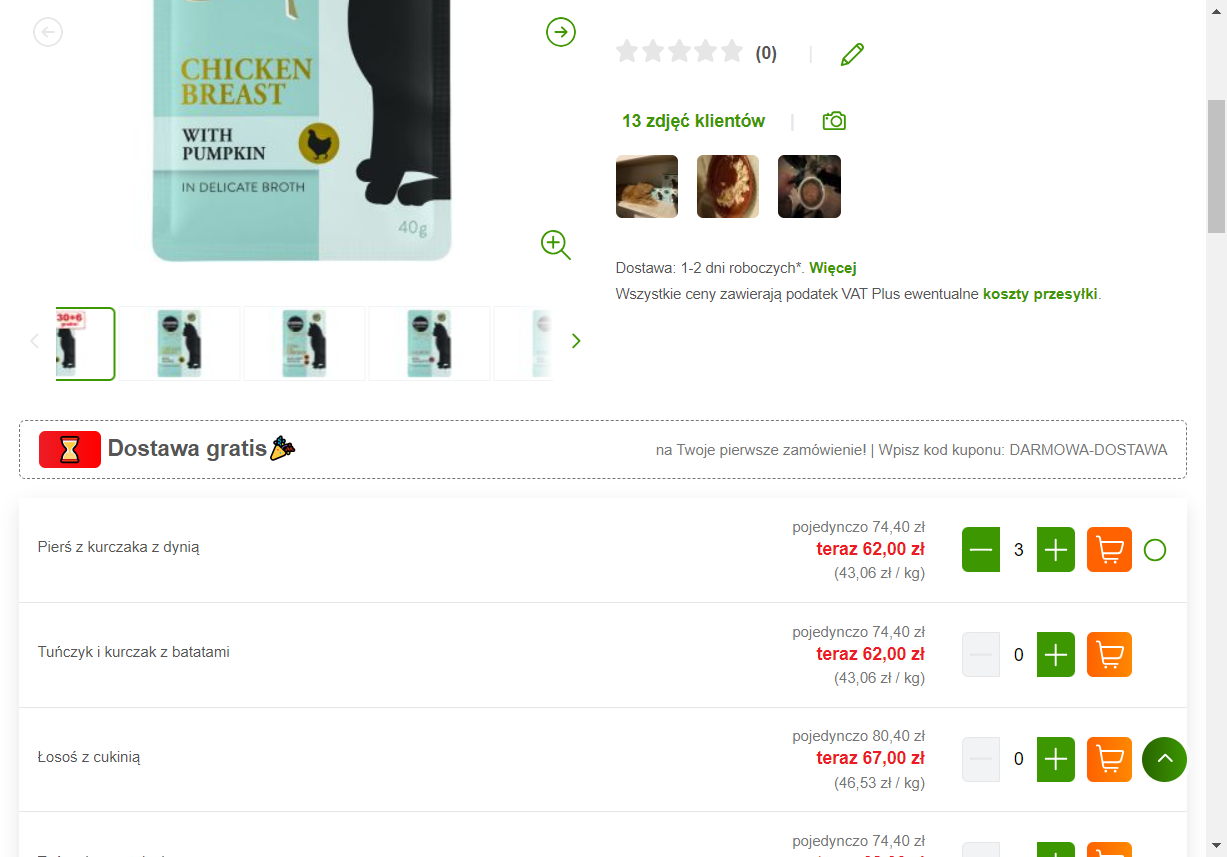 CHICKEN
BREAST
WITH
PUMPKIN
IN DELICATE BROTH
40g
(0)
13 zdjęć klientów
Dostawa: 1-2 dni roboczych*. Więcej
Wszystkie ceny zawierają podatek VAT Plus ewentualne koszty przesyłki.
30+6
gratis!
Dostawa gratis
na Twoje pierwsze zamówienie! | Wpisz kod kuponu: DARMOWA-DOSTAWA
Pierś z kurczaka z dynią
pojedynczo 74,40 zł
teraz 62,00 zł
(43,06 zł / kg)
3
Tuńczyk i kurczak z batatami
pojedynczo 74,40 zł
teraz 62,00 zł
(43,06 zł / kg)
0
Łosoś z cukinią
pojedynczo 80,40 zł
teraz 67,00 zł
(46,53 zł / kg)
0
pojedynczo 74,40 zł